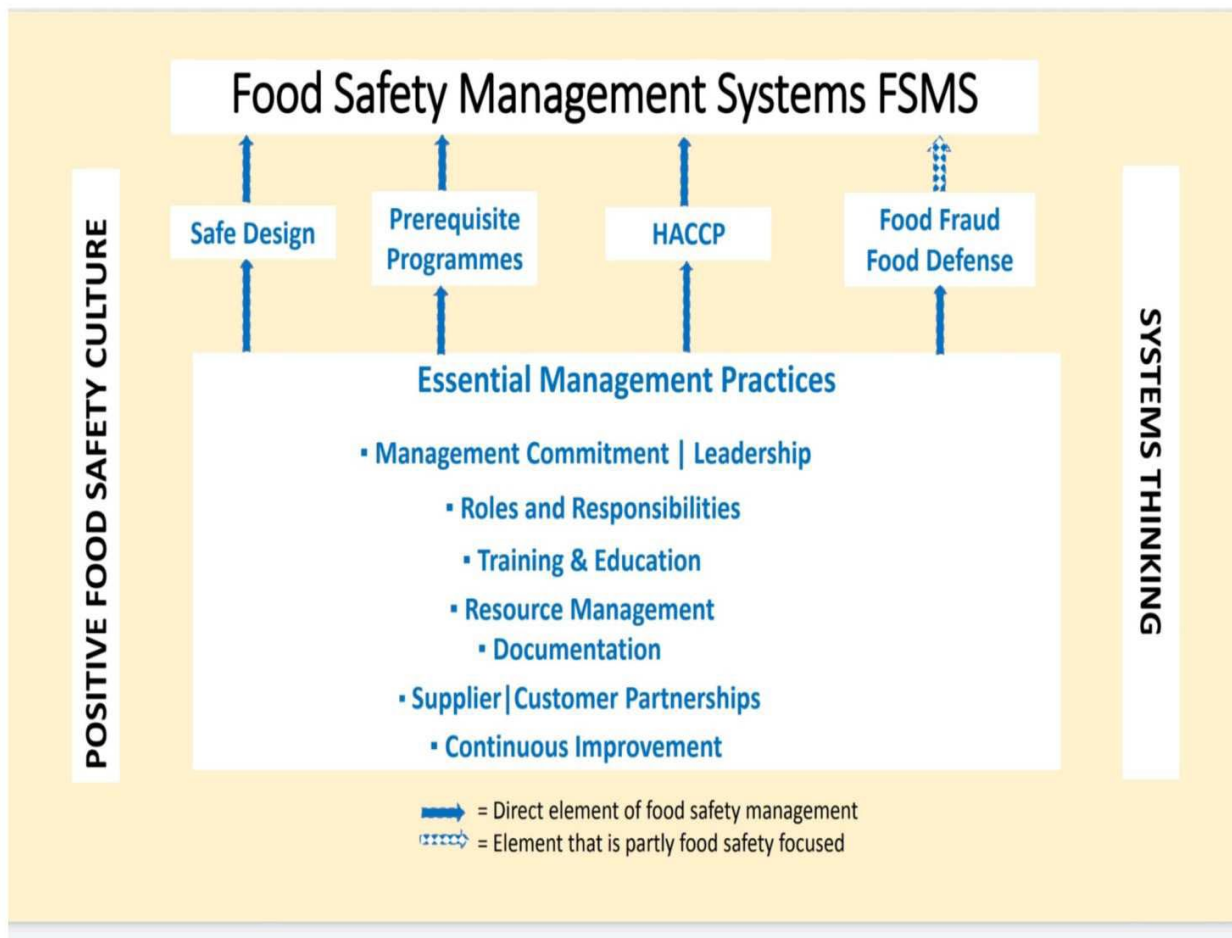 Food Safety Management Systems FSMS
Safe Design
Prerequisite
Programmes
HACCP
Food Fraud
Food Defense
POSITIVE FOOD SAFETY CULTURE
SYSTEMS THINKING
Essential Management Practices
▪ Management Commitment | Leadership
▪ Roles and Responsibilities
▪ Training & Education
▪ Resource Management
▪ Documentation
▪ Supplier|Customer Partnerships
▪ Continuous Improvement
= Direct element of food safety management
= Element that is partly food safety focused